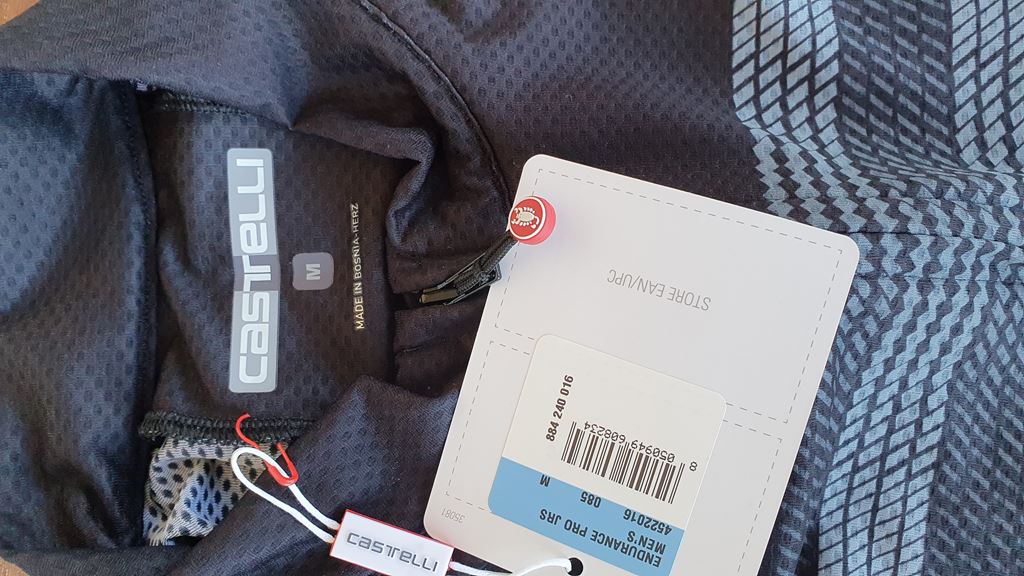 castelli
M
MADE IN BOSNIA-HERZ
STORE EAN/UPC
884 240 016
8 050949 608234
ENDURANCE PRO JRS
MEN'S
4522016 085 M
35081
castelli